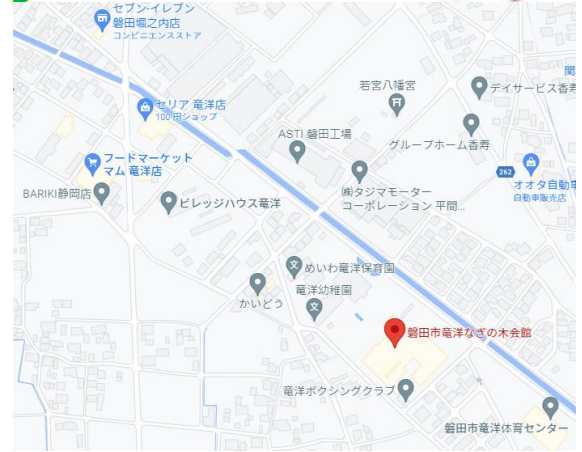 セブン-イレブン
磐田堀之内店
コンビニエンスストア
セリア 竜洋店
100円ショップ
フードマーケット
マム 竜洋店
BARIKI静岡店
ビレッジハウス竜洋
ASTI 磐田工場
若宮八幡宮
関
デイサービス香寿
グループホーム香寿
262
オオタ自動車
自動車販売店
㈱タジマモーター
コーポレーション 平間...
めいわ竜洋保育園
竜洋幼稚園
かいどう
磐田市竜洋なぎの木会館
竜洋ボクシングクラブ
磐田市竜洋体育センター